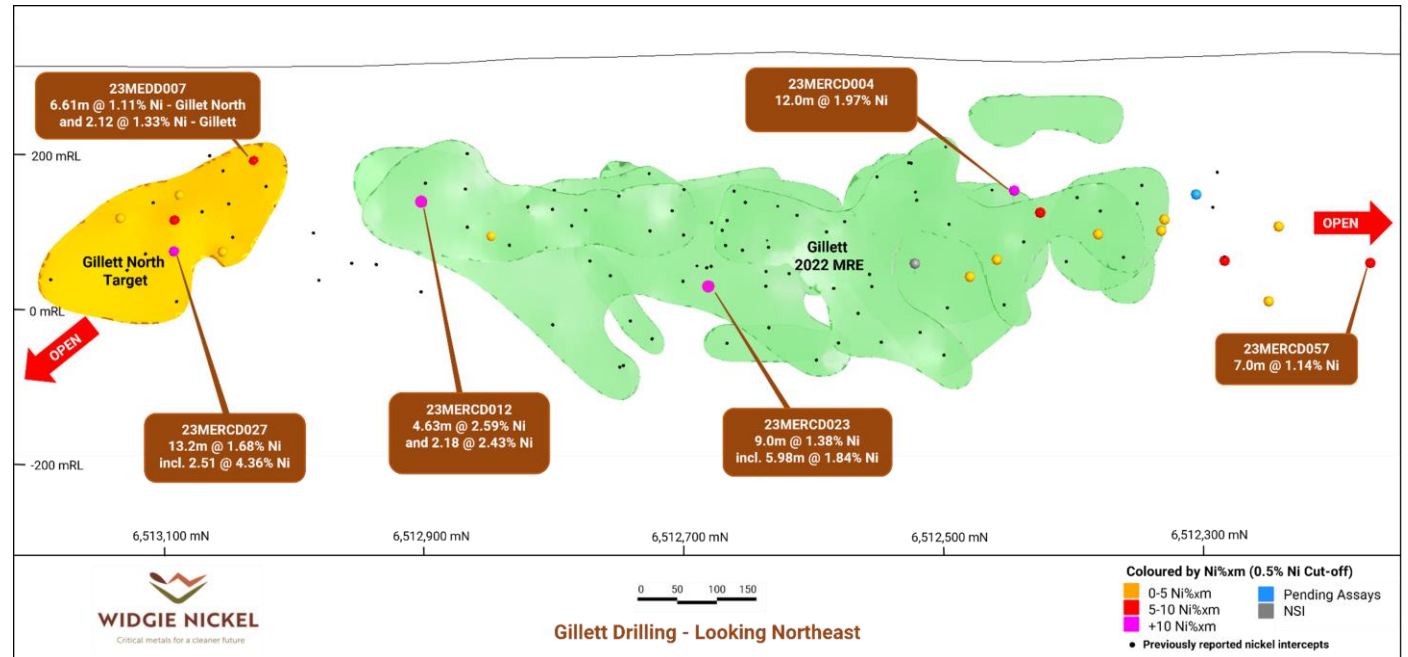 23MEDD007
6.61m @ 1.11% Ni - Gillet North
and 2.12 @ 1.33% Ni - Gillett
23MERCD004
12.0m @ 1.97% Ni
200 mRL
OPEN
Gillett North
Target
Gillett
2022 MRE
0 mRL
OPEN
23MERCD057
7.0m @ 1.14% Ni
23MERCD012
4.63m @ 2.59% Ni
and 2.18 @ 2.43% Ni
23MERCD027
13.2m @ 1.68% Ni
incl. 2.51 @ 4.36% Ni
23MERCD023
9.0m @ 1.38% Ni
incl. 5.98m @ 1.84% Ni
-200 mRL
6,513,100 mN
6,512,900 mN
6,512,700 mN
6,512,500 mN
6,512,300 mN
WIDGIE NICKEL
Critical metals for a cleaner future
0 50 100 150
Gillett Drilling - Looking Northeast
Coloured by Ni%xm (0.5% Ni Cut-off)
0-5 Ni%xm
5-10 Ni%xm
+10 Ni%xm
Pending Assays
NSI
Previously reported nickel intercepts